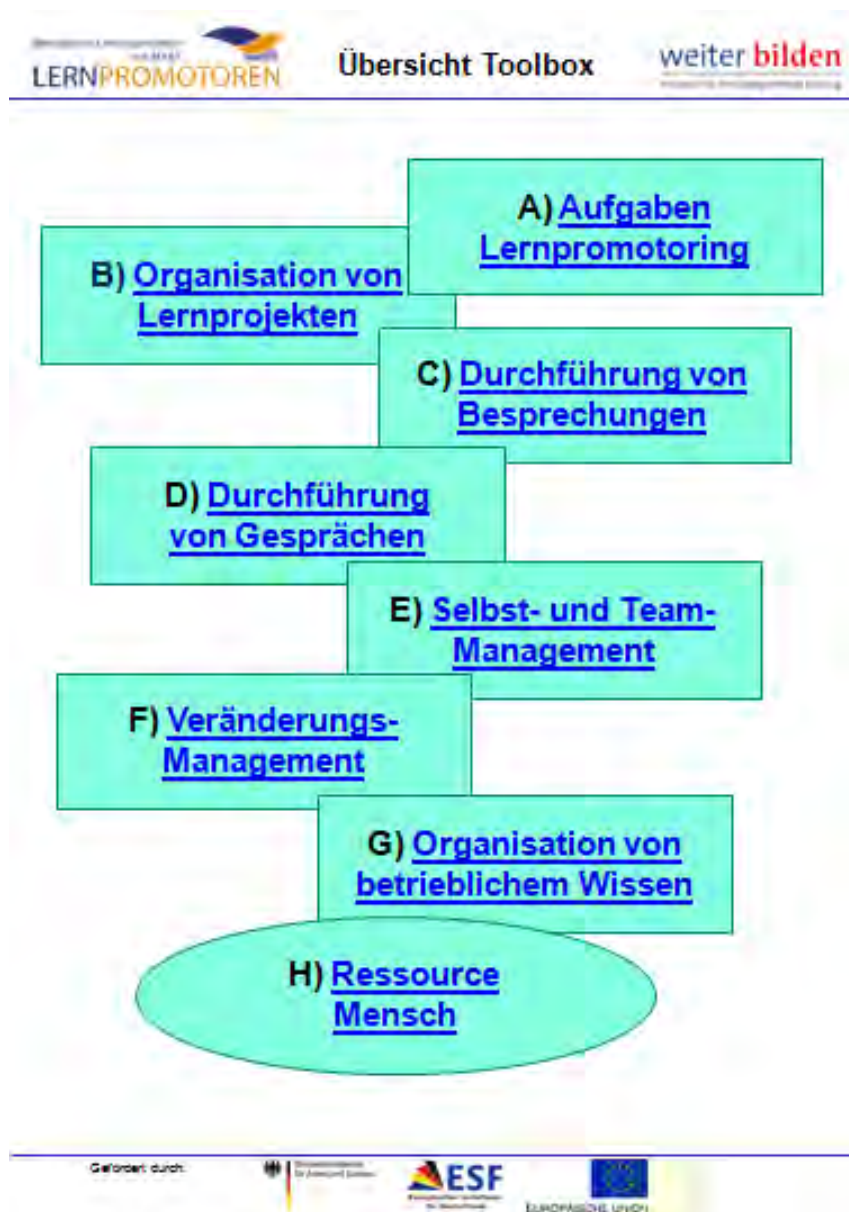 LERNPROMOTOREN
Übersicht Toolbox
weiter bilden
A) Aufgaben
Lernpromotoring
B) Organisation von
Lernprojekten
C) Durchführung von
Besprechungen
D) Durchführung
von Gesprächen
E) Selbst- und Team-
Management
F) Veränderungs-
Management
G) Organisation von
betrieblichem Wissen
H) Ressource
Mensch
Gefördert durch:
ESF
EUROPÄISCHE UNION